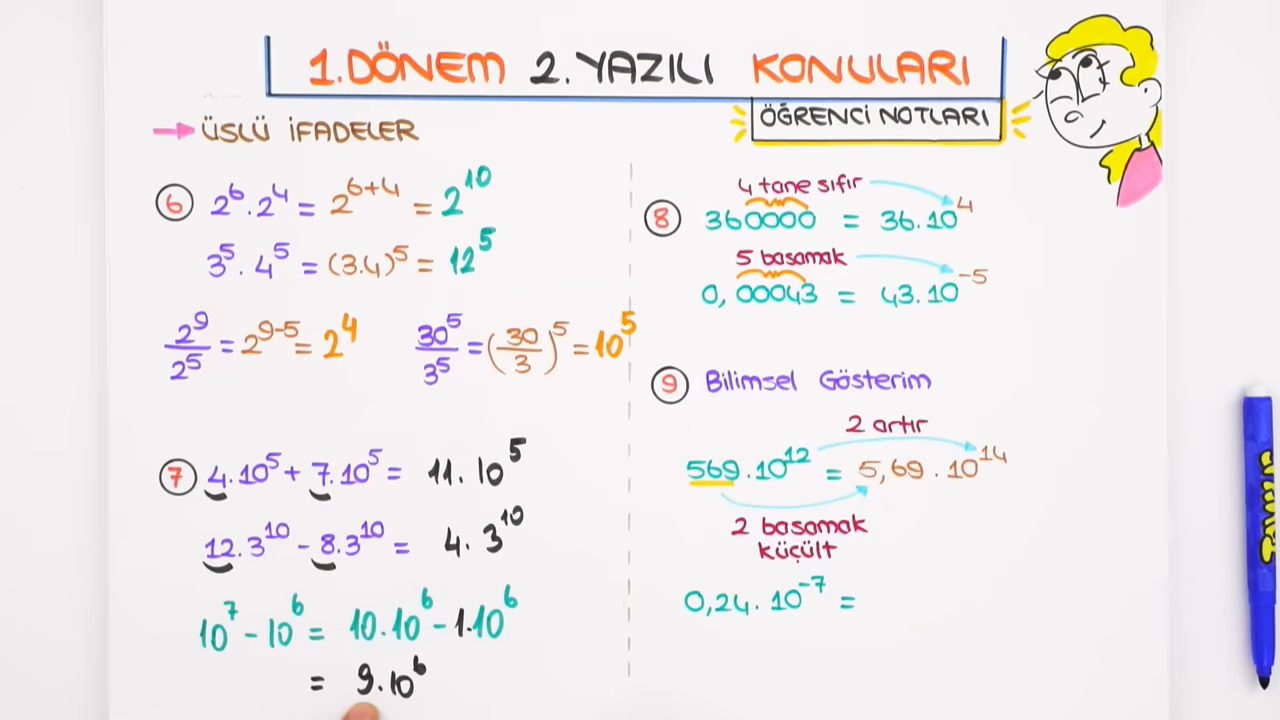 1.DÖNEM 2.YAZILI KONULARI
ÖĞRENCİ NOTLARI
ÜSLÜ İFADELER
6 2⁶.2⁴ = 2⁶⁺⁴ = 2¹⁰
3⁵.4⁵ = (3.4)⁵ = 12⁵
2⁹/2⁵ = 2⁹⁻⁵ = 2⁴ 30⁵/3⁵ = (30/3)⁵ = 10⁵
7 4.10⁵ + 7.10⁵ = 11.10⁵
12.3¹⁰ - 8.3¹⁰ = 4.3¹⁰
10⁷ - 10⁶ = 10.10⁶ - 1.10⁶
= 9.10⁶
4 tane sıfır
8 360000 = 36.10⁴
5 basamak
0,00043 = 43.10⁻⁵
9 Bilimsel Gösterim
2 artır
569.10¹² = 5,69.10¹⁴
2 basamak
küçült
0,24.10⁻⁷ =